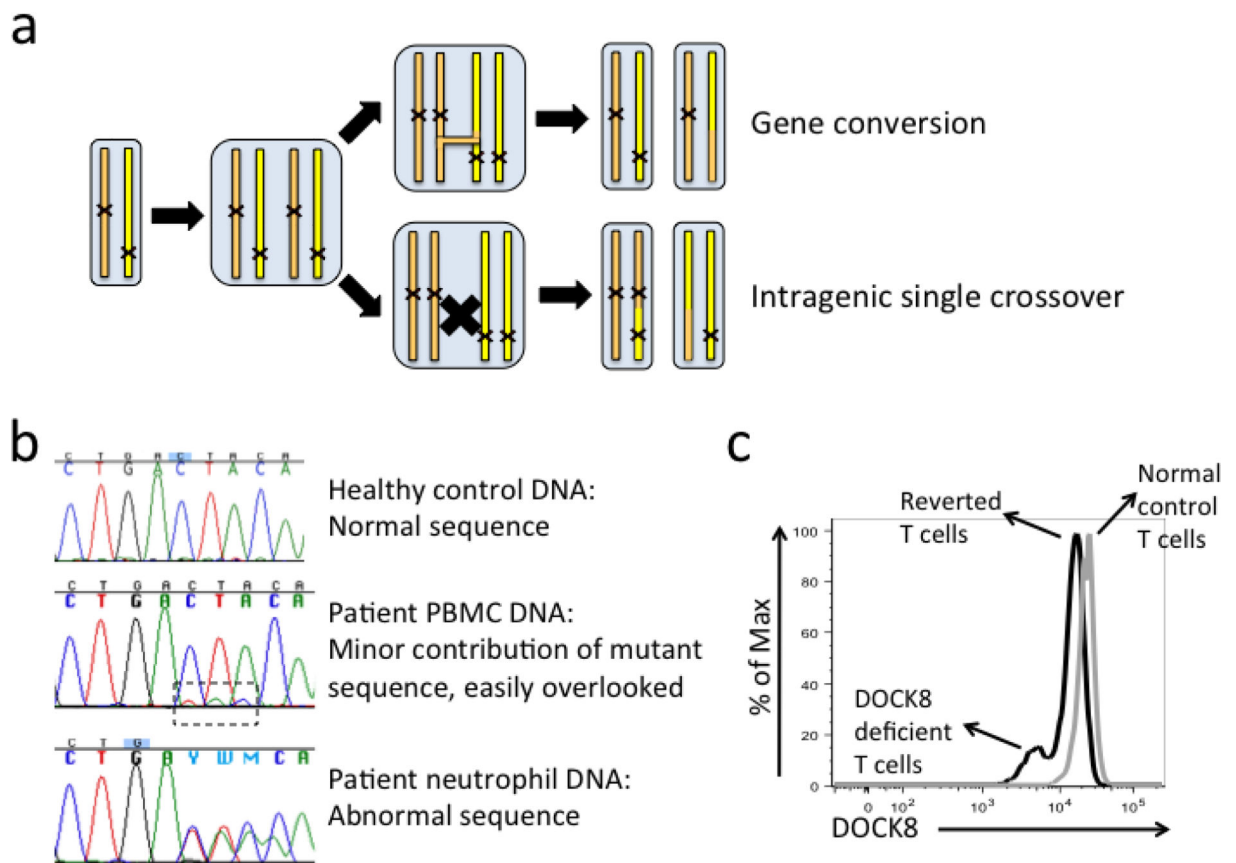 a
Gene conversion
Intragenic single crossover
b
C T G A C T A C A
C T G A C T A C A
Healthy control DNA:
Normal sequence
C T G A C T A C A
C T G A C T A C A
Patient PBMC DNA:
Minor contribution of mutant
sequence, easily overlooked
C T G
C T G A Y W M C A
Patient neutrophil DNA:
Abnormal sequence
c
Reverted
T cells
Normal
control
T cells
DOCK8
deficient
T cells
% of Max
100
80
60
40
20
0
0 10² 10³ 10⁴ 10⁵
DOCK8